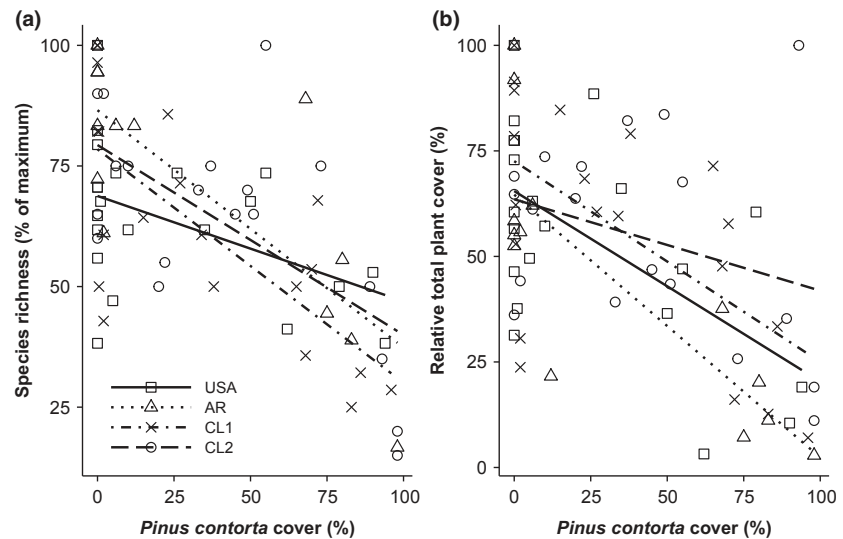 (a)
100
75
50
25
Species richness (% of maximum)
USA
AR
CL1
CL2
0 25 50 75 100
Pinus contorta cover (%)
(b)
100
75
50
25
0
Relative total plant cover (%)
0 25 50 75 100
Pinus contorta cover (%)